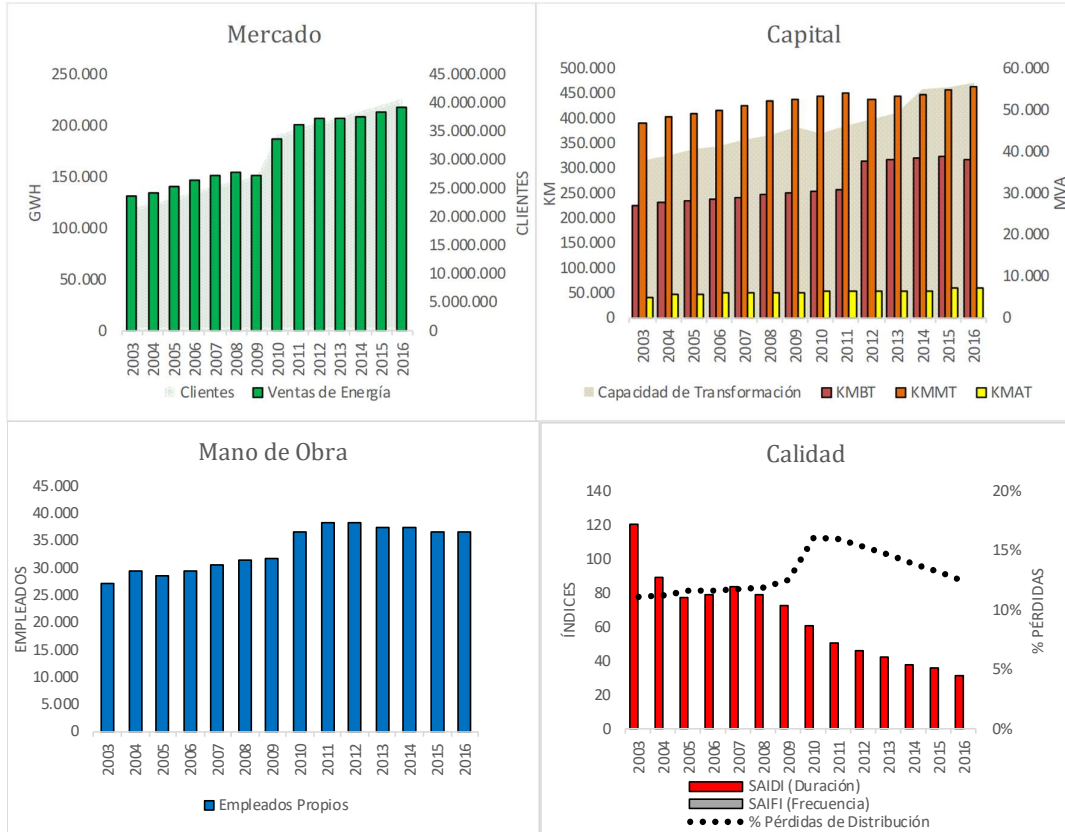 Mercado
250.000
200.000
150.000
100.000
50.000
0
GWH
45.000.000
40.000.000
35.000.000
30.000.000
25.000.000
20.000.000
15.000.000
10.000.000
5.000.000
0
CLIENTES
2003 2004 2005 2006 2007 2008 2009 2010 2011 2012 2013 2014 2015 2016
Clientes Ventas de Energía
Capital
500.000
450.000
400.000
350.000
300.000
250.000
200.000
150.000
100.000
50.000
0
KM
60.000
50.000
40.000
30.000
20.000
10.000
0
MVA
2003 2004 2005 2006 2007 2008 2009 2010 2011 2012 2013 2014 2015 2016
Capacidad de Transformación KMBT KMMT KMAT
Mano de Obra
45.000
40.000
35.000
30.000
25.000
20.000
15.000
10.000
5.000
0
EMPLEADOS
2003 2004 2005 2006 2007 2008 2009 2010 2011 2012 2013 2014 2015 2016
Empleados Propios
Calidad
140
120
100
80
60
40
20
0
ÍNDICES
20%
15%
10%
5%
0%
% PÉRDIDAS
2003 2004 2005 2006 2007 2008 2009 2010 2011 2012 2013 2014 2015 2016
SAIDI (Duración)
SAIFI (Frecuencia)
% Pérdidas de Distribución